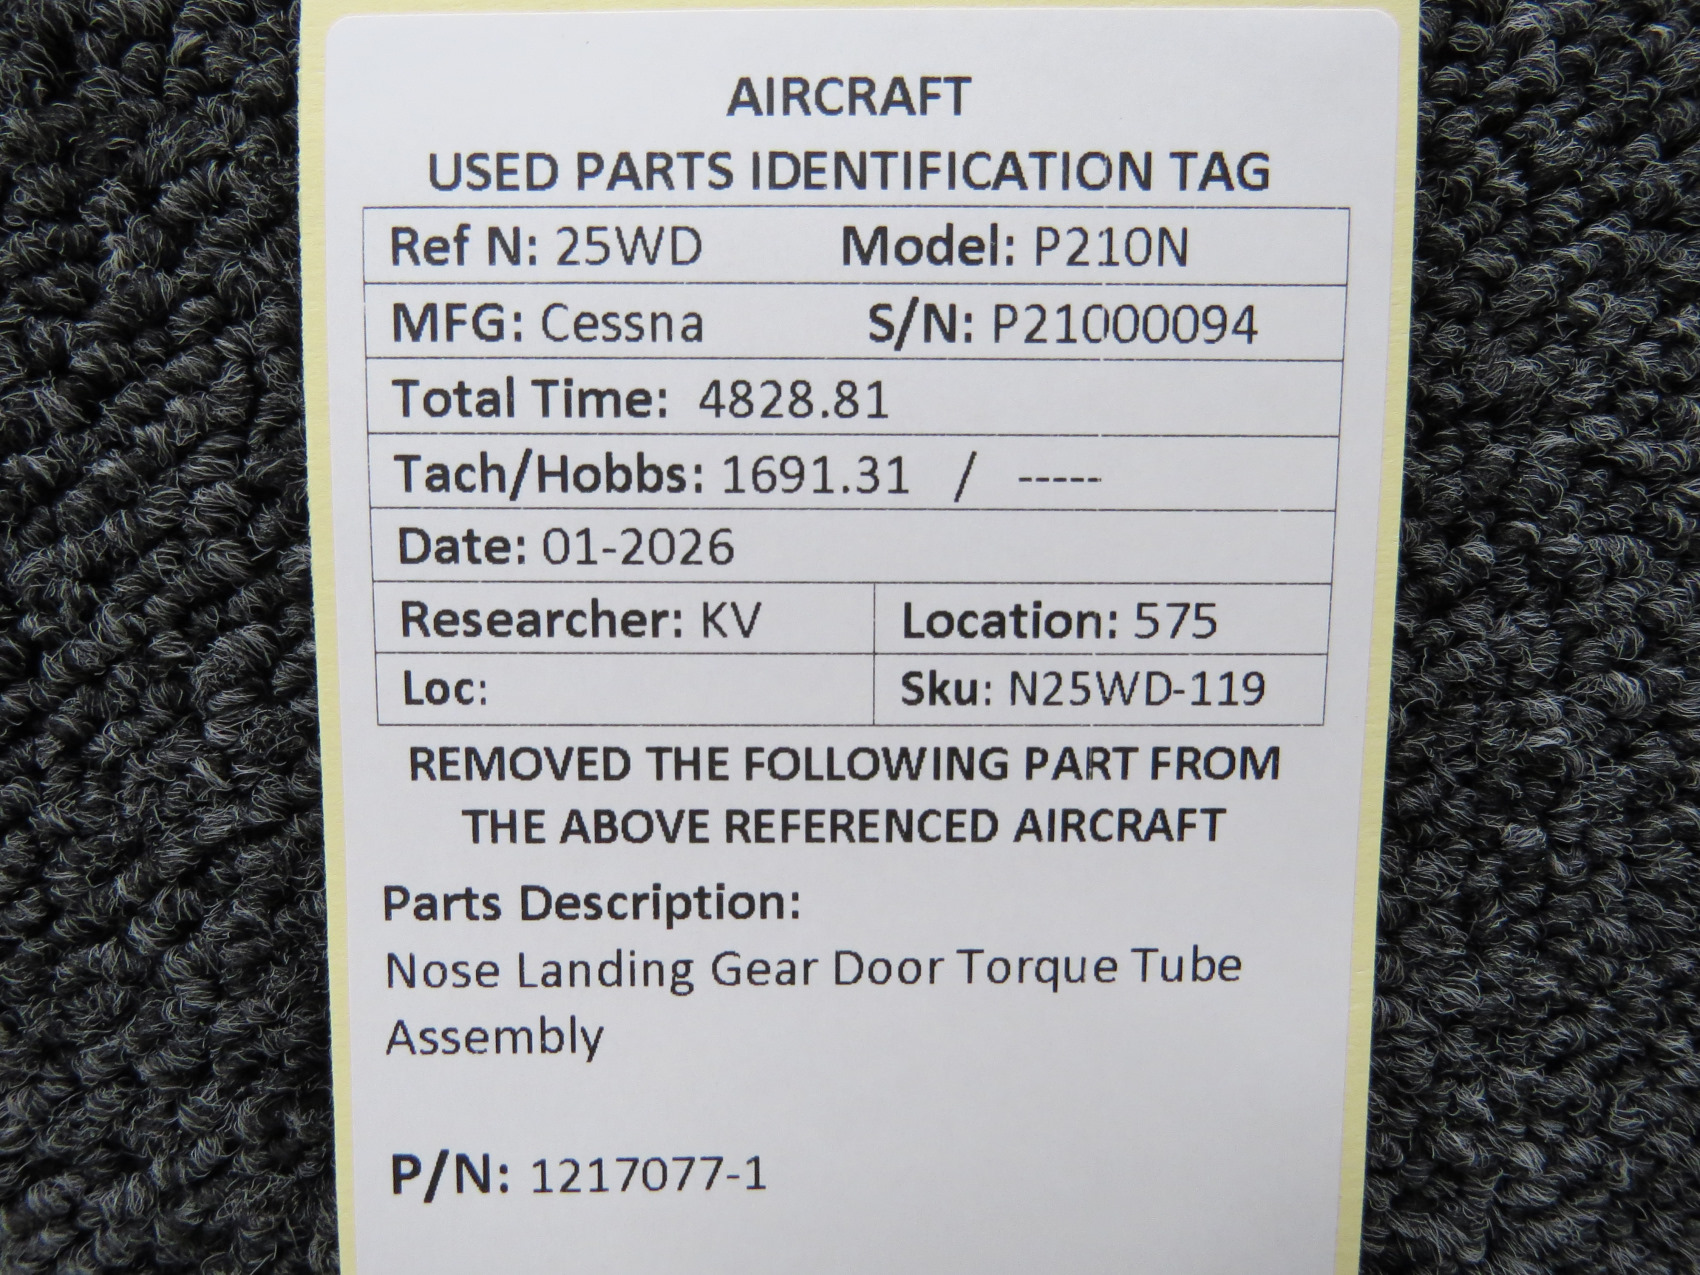 AIRCRAFT
USED PARTS IDENTIFICATION TAG
Ref N: 25WD Model: P210N
MFG: Cessna S/N: P21000094
Total Time: 4828.81
Tach/Hobbs: 1691.31 / -----
Date: 01-2026
Researcher: KV Location: 575
Loc: Sku: N25WD-119
REMOVED THE FOLLOWING PART FROM
THE ABOVE REFERENCED AIRCRAFT
Parts Description:
Nose Landing Gear Door Torque Tube
Assembly
P/N: 1217077-1